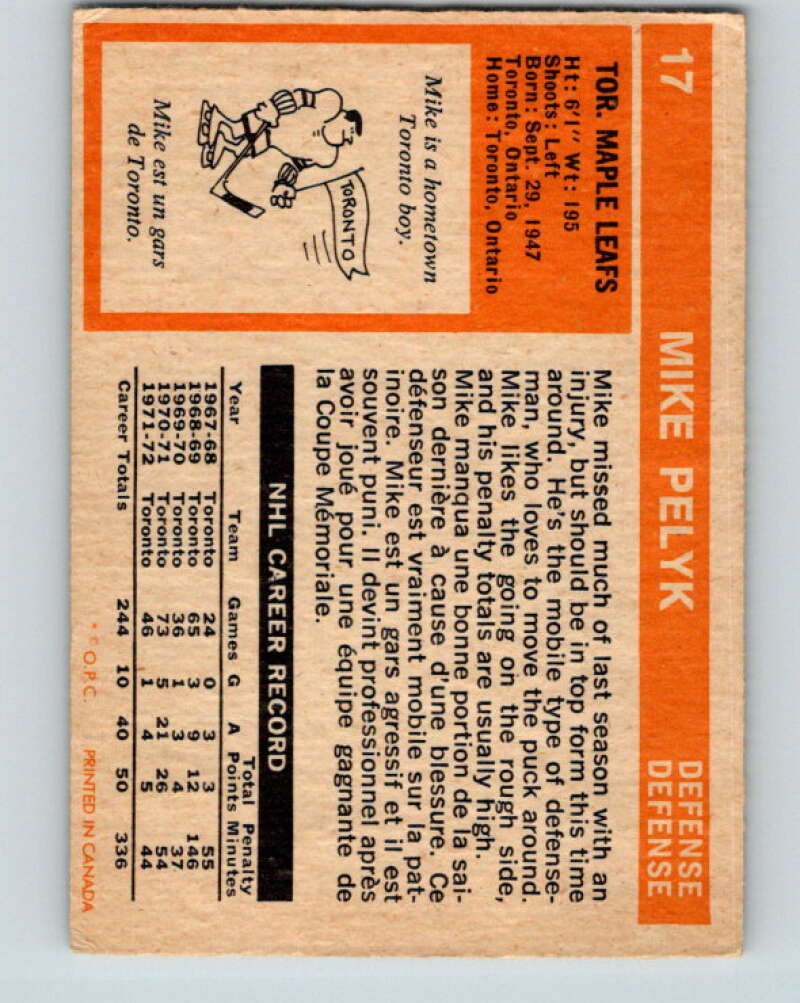 17
MIKE PELYK
DEFENSE
DEFENSE
TOR. MAPLE LEAFS
Ht: 6'1" Wt: 195
Shoots: Left
Born: Sept. 29, 1947
Toronto, Ontario
Home: Toronto, Ontario
Mike is a hometown
Toronto boy.
TORONTO
Mike est un gars
de Toronto.
Mike missed much of last season with an
injury, but should be in top form this time
around. He's the mobile type of defense-
man, who loves to move the puck around.
Mike likes the going on the rough side,
and his penalty totals are usually high.
Mike manqua une bonne portion de la sai-
son dernière à cause d'une blessure. Ce
défenseur est vraiment mobile sur la pat-
inoire. Mike est un gars agressif et il est
souvent puni. Il devint professionnel après
avoir joué pour une équipe gagnante de
la Coupe Mémoriale.
NHL CAREER RECORD
Total Penalty
Year Team Games G A Points Minutes
1967-68 Toronto 24 0 3 3 55
1968-69 Toronto 65 3 9 12 146
1969-70 Toronto 36 1 3 4 37
1970-71 Toronto 73 5 21 26 54
1971-72 Toronto 46 1 4 5 44
Career Totals 244 10 40 50 336
* © O.P.C. PRINTED IN CANADA